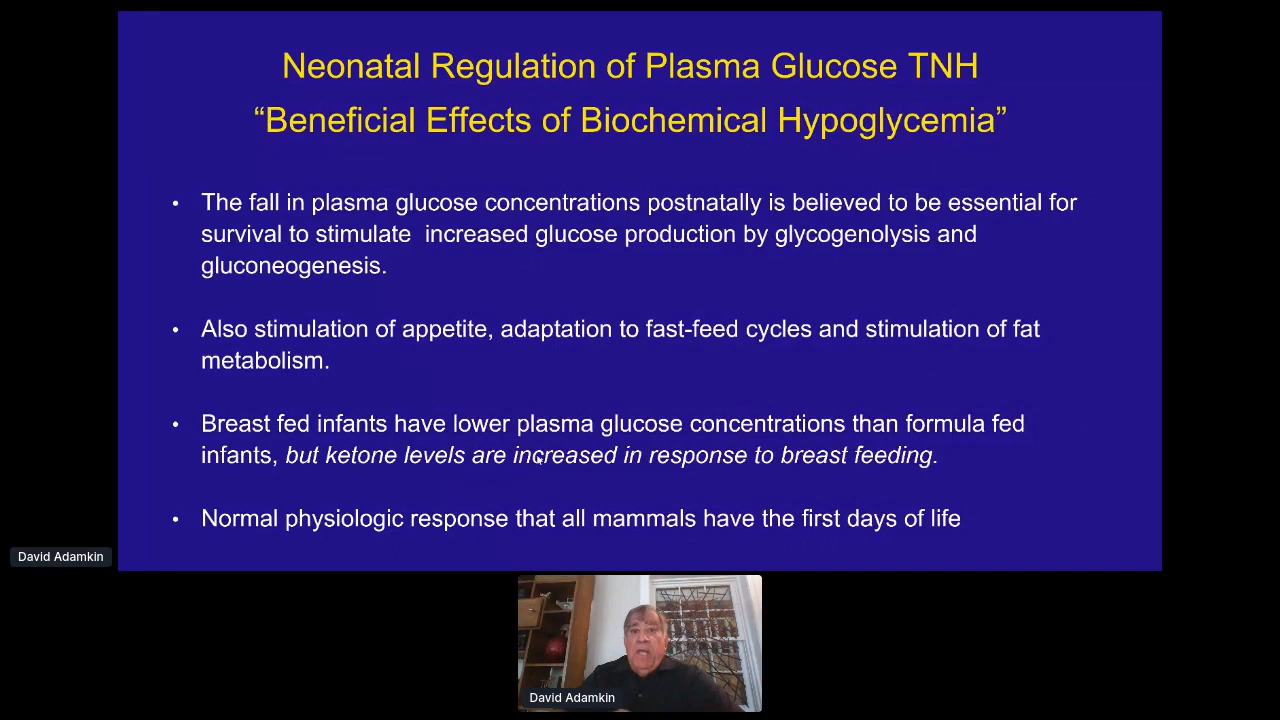 Neonatal Regulation of Plasma Glucose TNH
“Beneficial Effects of Biochemical Hypoglycemia”
• The fall in plasma glucose concentrations postnatally is believed to be essential for
survival to stimulate  increased glucose production by glycogenolysis and
gluconeogenesis.
• Also stimulation of appetite, adaptation to fast-feed cycles and stimulation of fat
metabolism.
• Breast fed infants have lower plasma glucose concentrations than formula fed
infants, but ketone levels are increased in response to breast feeding.
• Normal physiologic response that all mammals have the first days of life
David Adamkin
David Adamkin